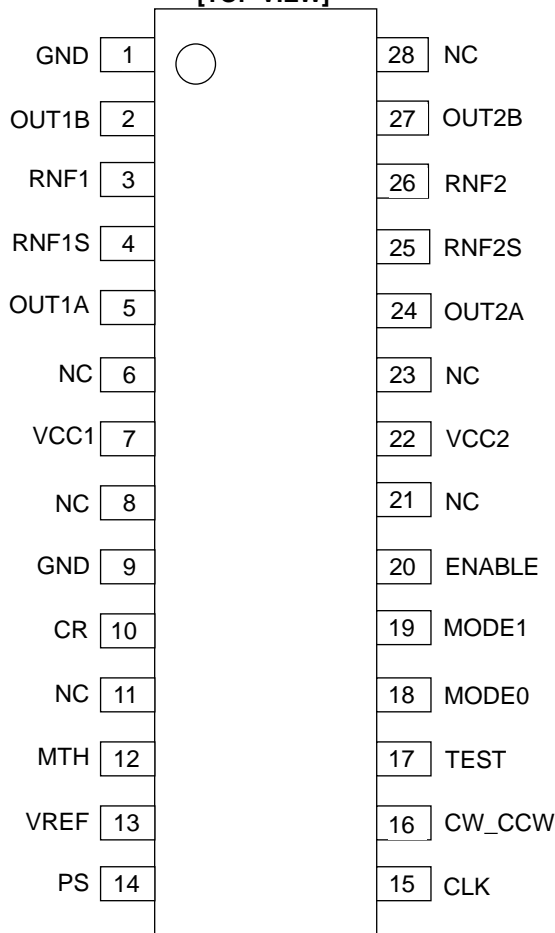 GND 1 28 NC
OUT1B 2 27 OUT2B
RNF1 3 26 RNF2
RNF1S 4 25 RNF2S
OUT1A 5 24 OUT2A
NC 6 23 NC
VCC1 7 22 VCC2
NC 8 21 NC
GND 9 20 ENABLE
CR 10 19 MODE1
NC 11 18 MODE0
MTH 12 17 TEST
VREF 13 16 CW_CCW
PS 14 15 CLK